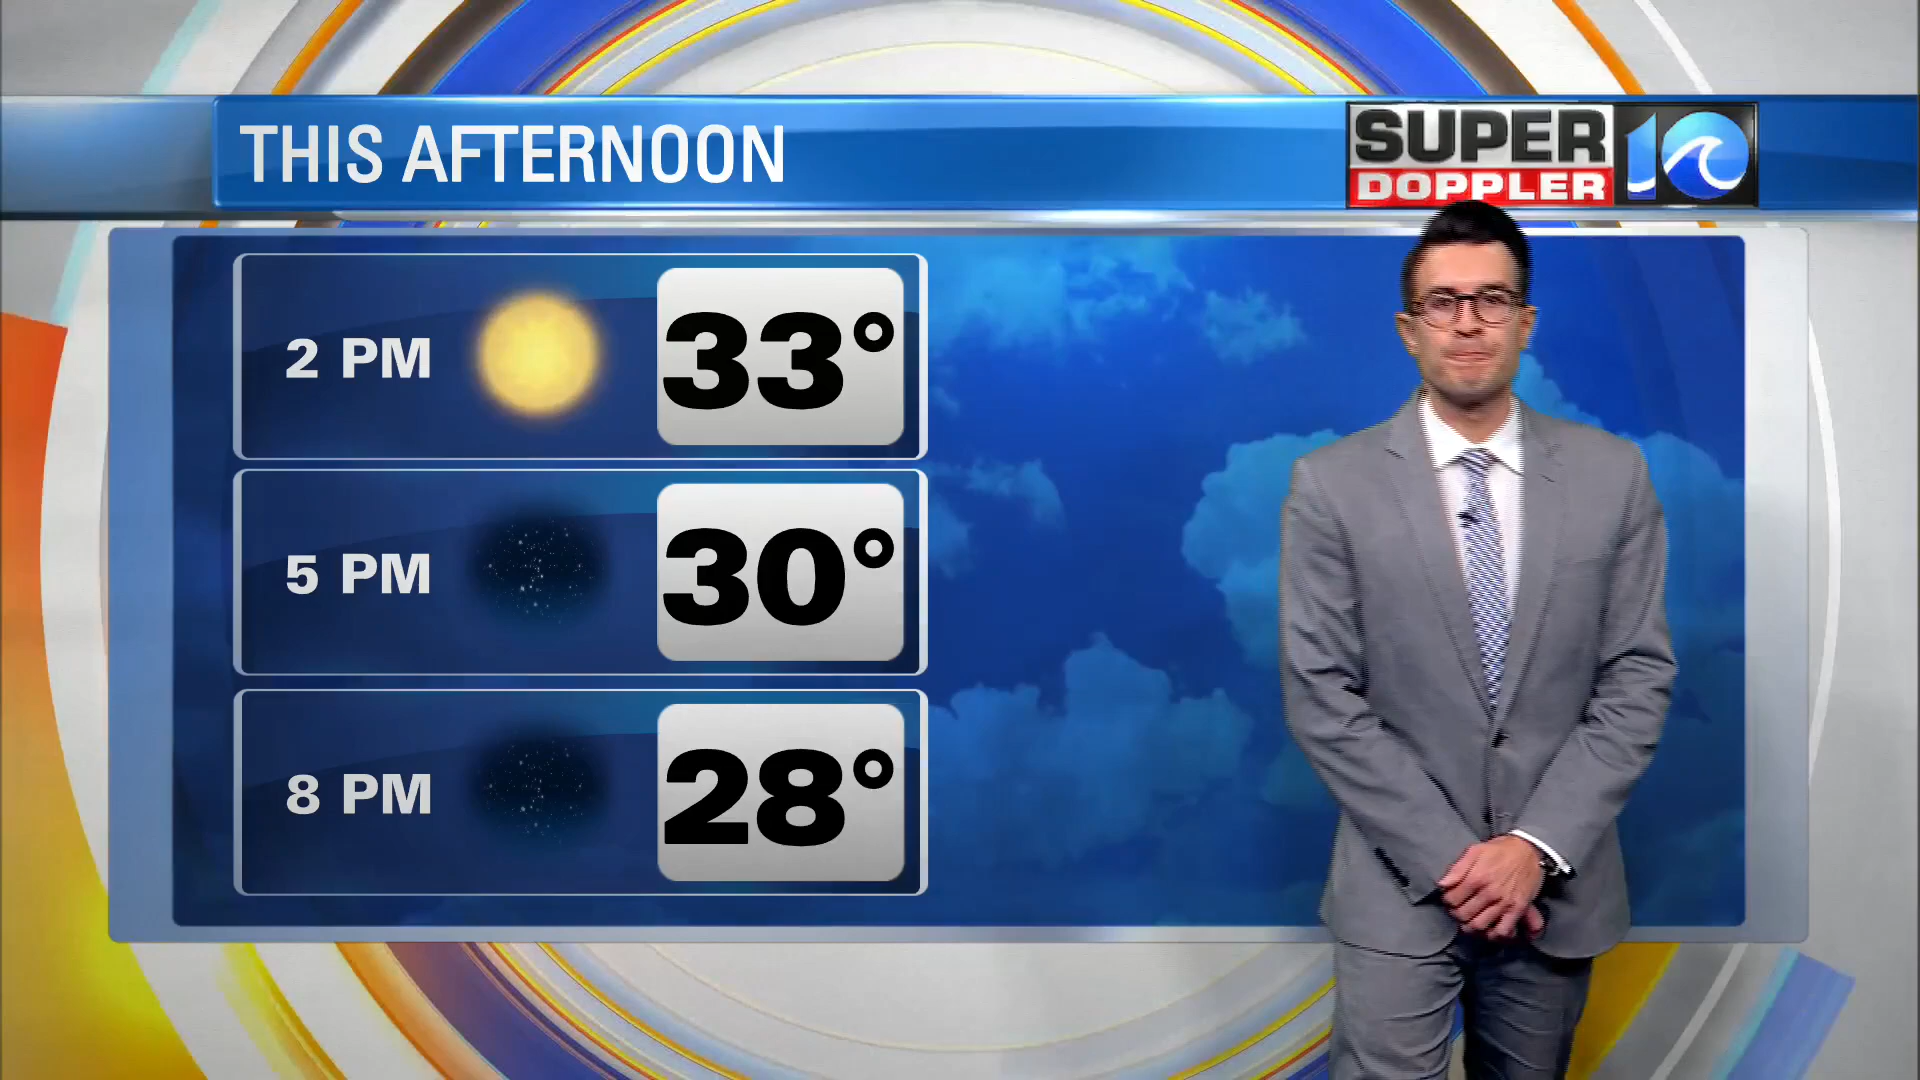 THIS AFTERNOON
SUPER
DOPPLER
10
2 PM
33°
5 PM
30°
8 PM
28°